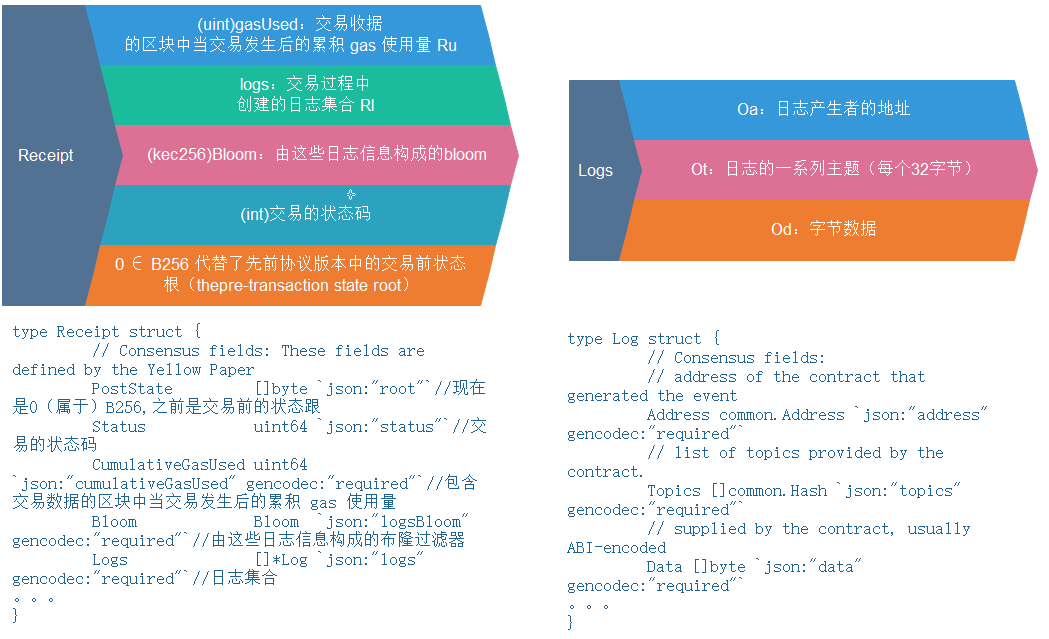 Receipt
(uint)gasUsed：交易收据
的区块中当交易发生后的累积 gas 使用量 Ru
logs：交易过程中
创建的日志集合 Rl
(kec256)Bloom：由这些日志信息构成的bloom
(int)交易的状态码
0 ∈ B256 代替了先前协议版本中的交易前状态
根（thepre-transaction state root）
type Receipt struct {
// Consensus fields: These fields are
defined by the Yellow Paper
PostState []byte `json:"root"`//现在
是0（属于）B256,之前是交易前的状态跟
Status uint64 `json:"status"`//交
易的状态码
CumulativeGasUsed uint64
`json:"cumulativeGasUsed" gencodec:"required"`//包含
交易数据的区块中当交易发生后的累积 gas 使用量
Bloom Bloom `json:"logsBloom"
gencodec:"required"`//由这些日志信息构成的布隆过滤器
Logs []*Log `json:"logs"
gencodec:"required"`//日志集合
。。。
}
Logs
Oa：日志产生者的地址
Ot：日志的一系列主题（每个32字节）
Od：字节数据
type Log struct {
// Consensus fields:
// address of the contract that
generated the event
Address common.Address `json:"address"
gencodec:"required"`
// list of topics provided by the
contract.
Topics []common.Hash `json:"topics"
gencodec:"required"`
// supplied by the contract, usually
ABI-encoded
Data []byte `json:"data"
gencodec:"required"`
。。。
}